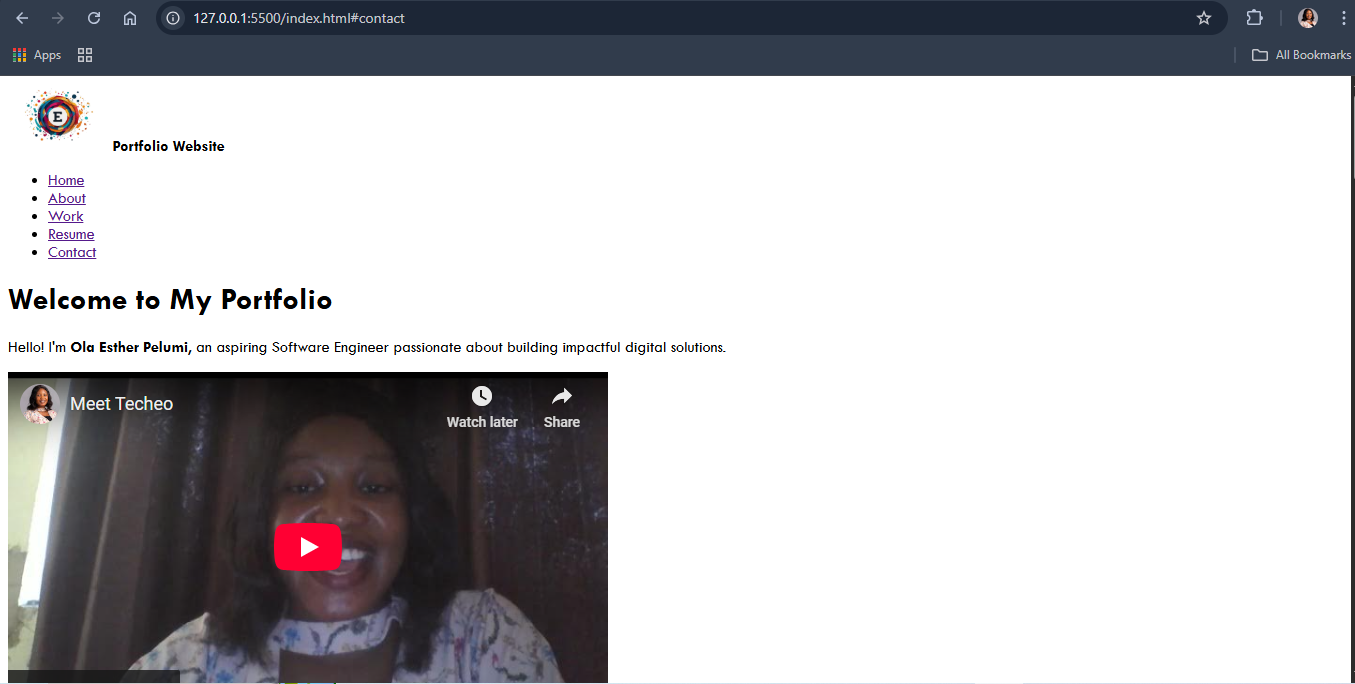 127.0.0.1:5500/index.html#contact
Apps
All Bookmarks
E
Portfolio Website
Home
About
Work
Resume
Contact
Welcome to My Portfolio
Hello! I'm Ola Esther Pelumi, an aspiring Software Engineer passionate about building impactful digital solutions.
Meet Techeo
Watch later
Share